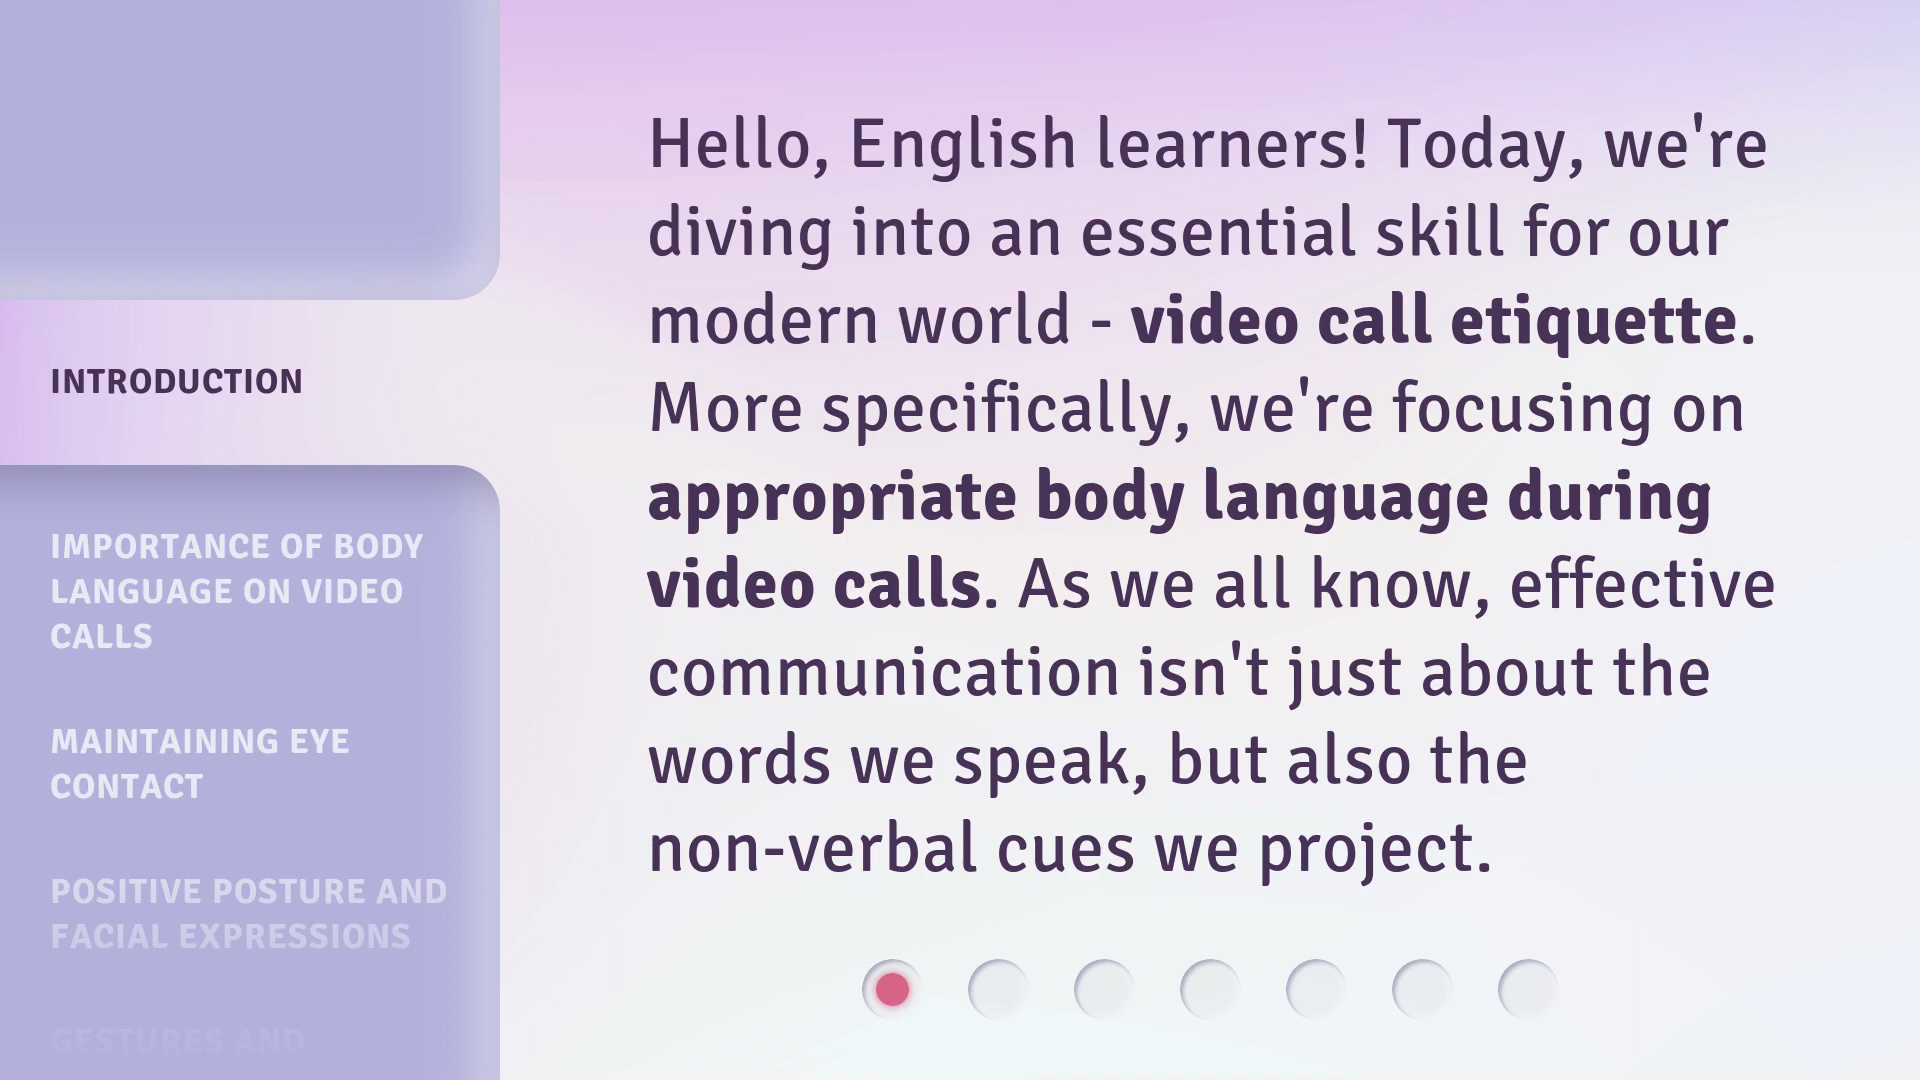 INTRODUCTION
IMPORTANCE OF BODY
LANGUAGE ON VIDEO
CALLS
MAINTAINING EYE
CONTACT
POSITIVE POSTURE AND
FACIAL EXPRESSIONS
GESTURES AND
Hello, English learners! Today, we're
diving into an essential skill for our
modern world - video call etiquette.
More specifically, we're focusing on
appropriate body language during
video calls. As we all know, effective
communication isn't just about the
words we speak, but also the
non-verbal cues we project.